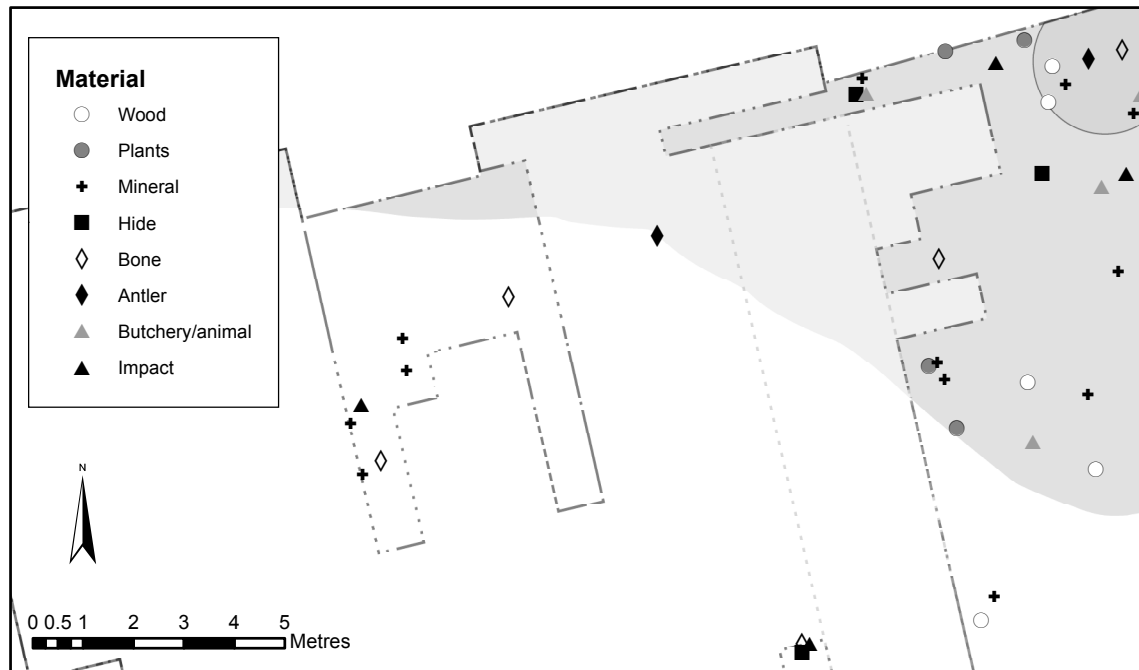 Material
Wood
Plants
Mineral
Hide
Bone
Antler
Butchery/animal
Impact
N
0 0.5 1 2 3 4 5
Metres